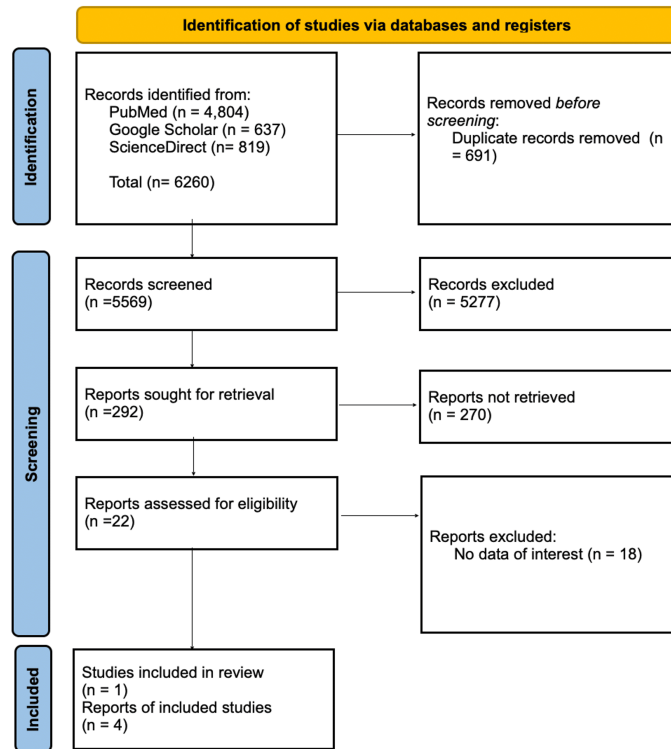 Identification of studies via databases and registers
Identification
Records identified from:
PubMed (n = 4,804)
Google Scholar (n = 637)
ScienceDirect (n= 819)
Total (n= 6260)
Records removed before
screening:
Duplicate records removed (n
= 691)
Screening
Records screened
(n =5569)
Records excluded
(n = 5277)
Reports sought for retrieval
(n =292)
Reports not retrieved
(n = 270)
Reports assessed for eligibility
(n =22)
Reports excluded:
No data of interest (n = 18)
Included
Studies included in review
(n = 1)
Reports of included studies
(n = 4)